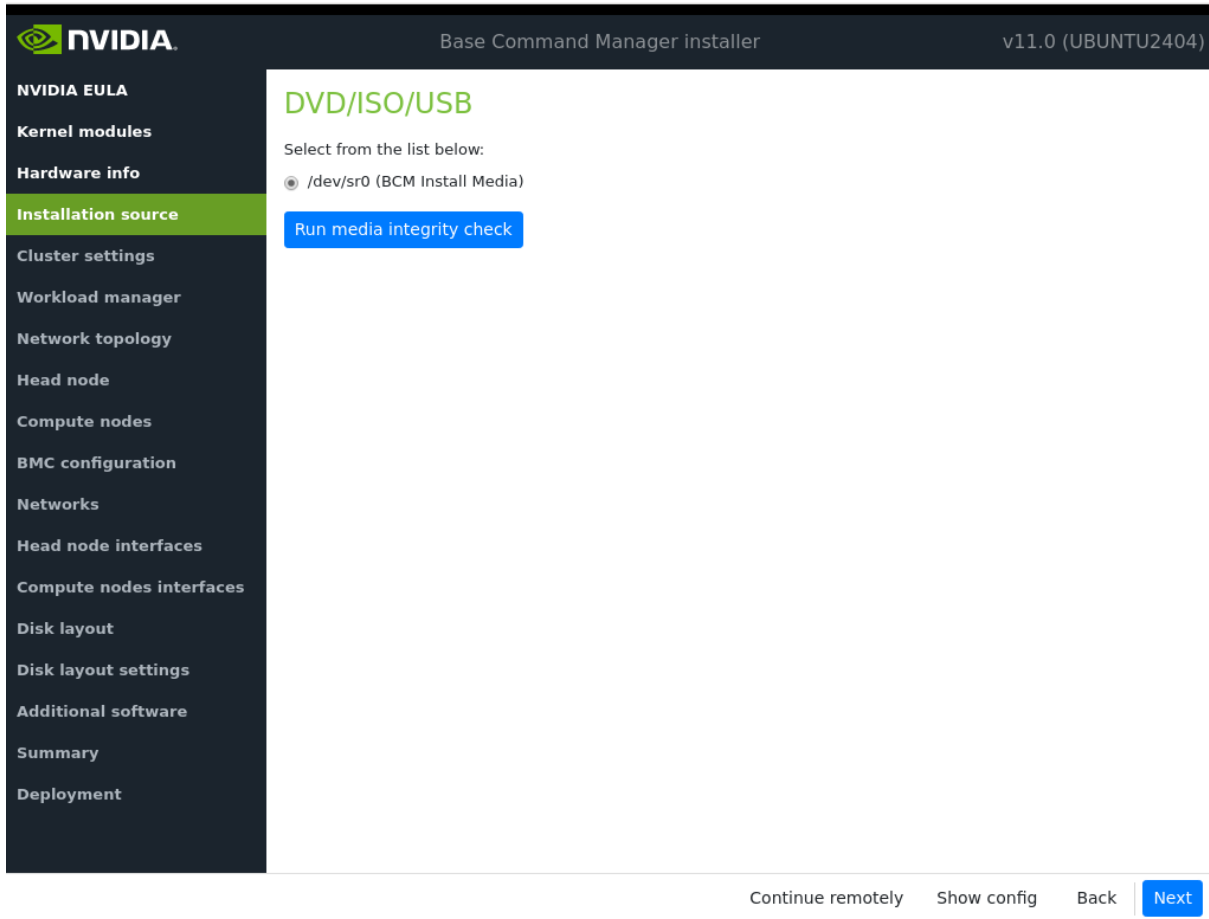 NVIDIA.
Base Command Manager installer
v11.0 (UBUNTU2404)
NVIDIA EULA
Kernel modules
Hardware info
Installation source
Cluster settings
Workload manager
Network topology
Head node
Compute nodes
BMC configuration
Networks
Head node interfaces
Compute nodes interfaces
Disk layout
Disk layout settings
Additional software
Summary
Deployment
DVD/ISO/USB
Select from the list below:
/dev/sr0 (BCM Install Media)
Run media integrity check
Continue remotely
Show config
Back
Next